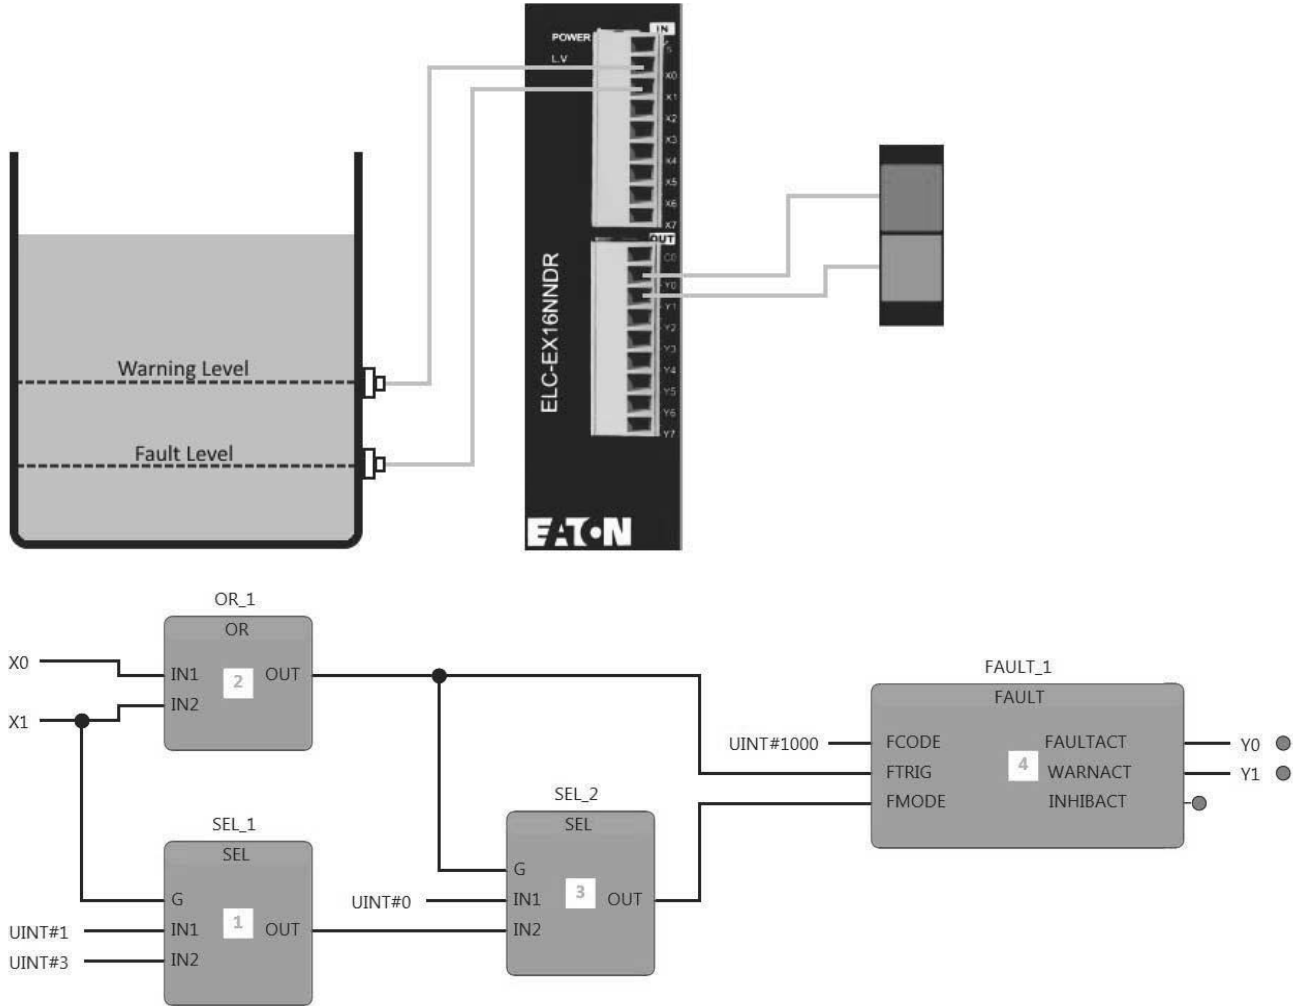 IN
POWER
L.V
X0
X1
X2
X3
X4
X5
X6
X7
OUT
C0
Y0
Y1
Y2
Y3
Y4
Y5
Y6
Y7
ELC-EX16NNDR
EATON
Warning Level
Fault Level
OR_1
OR
X0
IN1
2
OUT
X1
IN2
SEL_1
SEL
G
UINT#1
IN1
1
OUT
UINT#3
IN2
SEL_2
SEL
G
UINT#0
IN1
3
OUT
IN2
FAULT_1
FAULT
UINT#1000
FCODE
FAULTACT
Y0
FTRIG
4
WARNACT
Y1
FMODE
INHIBACT